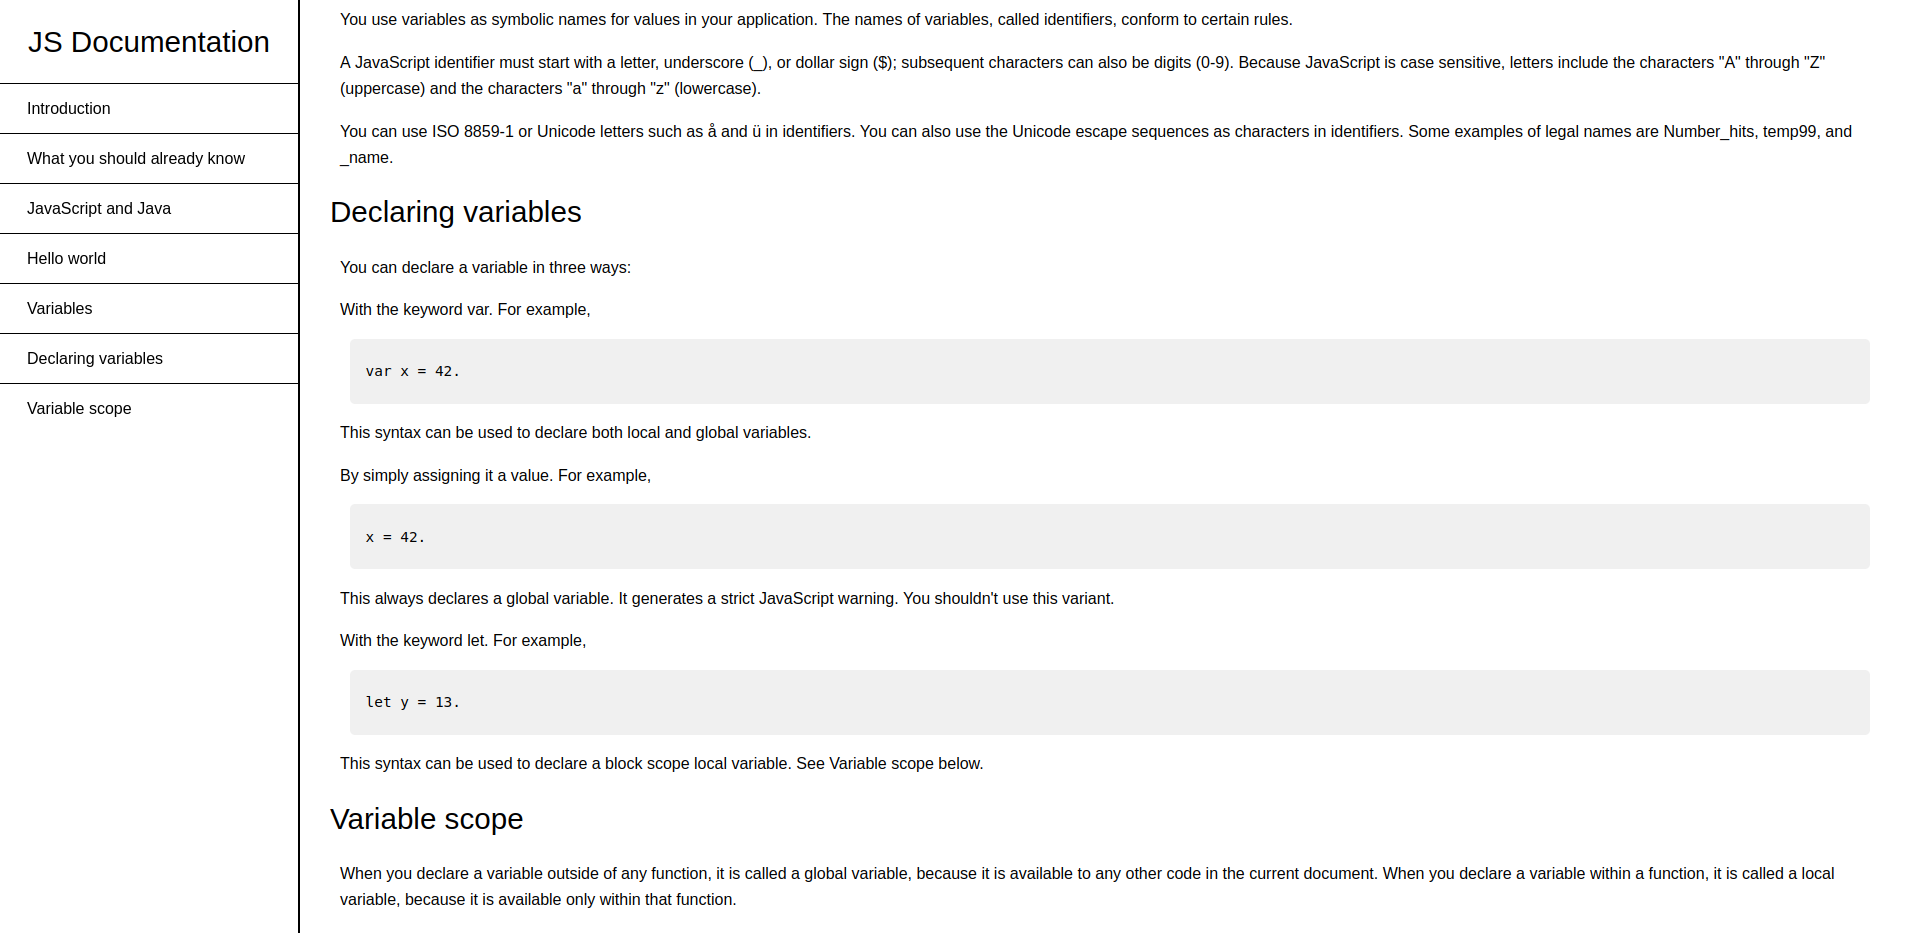 JS Documentation
Introduction
What you should already know
JavaScript and Java
Hello world
Variables
Declaring variables
Variable scope
You use variables as symbolic names for values in your application. The names of variables, called identifiers, conform to certain rules.
A JavaScript identifier must start with a letter, underscore (_), or dollar sign ($); subsequent characters can also be digits (0-9). Because JavaScript is case sensitive, letters include the characters "A" through "Z"
(uppercase) and the characters "a" through "z" (lowercase).
You can use ISO 8859-1 or Unicode letters such as å and ü in identifiers. You can also use the Unicode escape sequences as characters in identifiers. Some examples of legal names are Number_hits, temp99, and
_name.
Declaring variables
You can declare a variable in three ways:
With the keyword var. For example,
var x = 42.
This syntax can be used to declare both local and global variables.
By simply assigning it a value. For example,
x = 42.
This always declares a global variable. It generates a strict JavaScript warning. You shouldn't use this variant.
With the keyword let. For example,
let y = 13.
This syntax can be used to declare a block scope local variable. See Variable scope below.
Variable scope
When you declare a variable outside of any function, it is called a global variable, because it is available to any other code in the current document. When you declare a variable within a function, it is called a local
variable, because it is available only within that function.